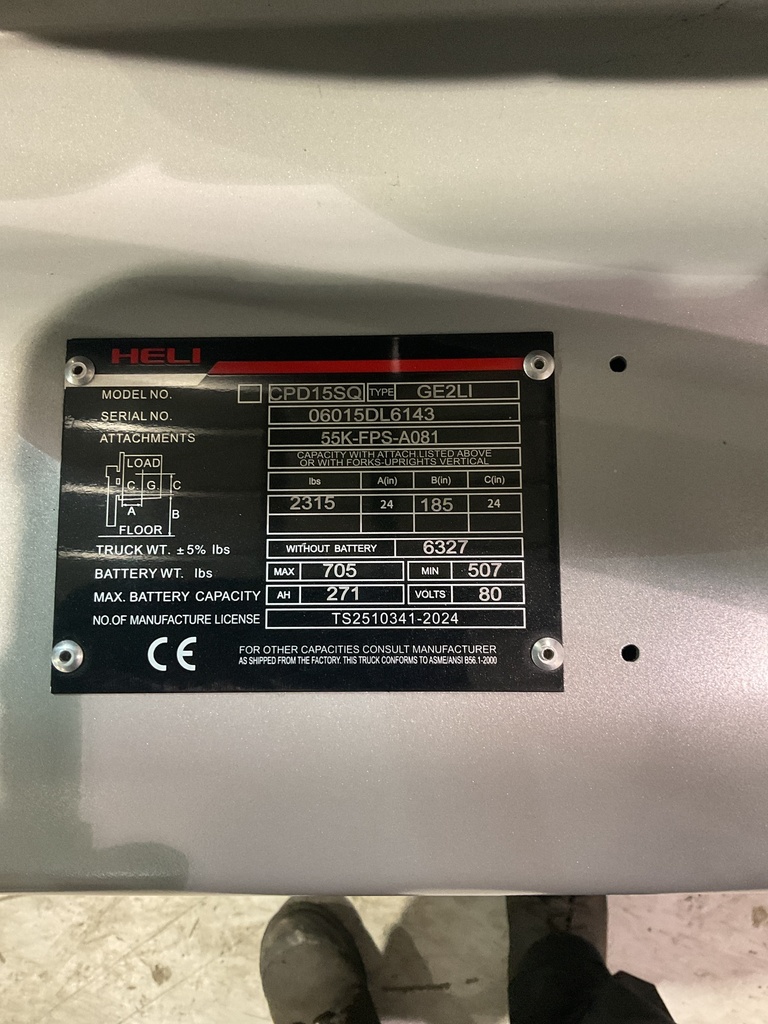 HELI
MODEL NO. CPD15SQ TYPE GE2LI
SERIAL NO. 06015DL6143
ATTACHMENTS 55K-FPS-A081
CAPACITY WITH ATTACH.LISTED ABOVE
OR WITH FORKS-UPRIGHTS VERTICAL
LOAD
C. G. C
A B
FLOOR
lbs A(in) B(in) C(in)
2315 24 185 24
TRUCK WT. ±5% lbs WITHOUT BATTERY 6327
BATTERY WT. lbs MAX 705 MIN 507
MAX. BATTERY CAPACITY AH 271 VOLTS 80
NO.OF MANUFACTURE LICENSE TS2510341-2024
CE
FOR OTHER CAPACITIES CONSULT MANUFACTURER
AS SHIPPED FROM THE FACTORY. THIS TRUCK CONFORMS TO ASME/ANSI B56.1-2000